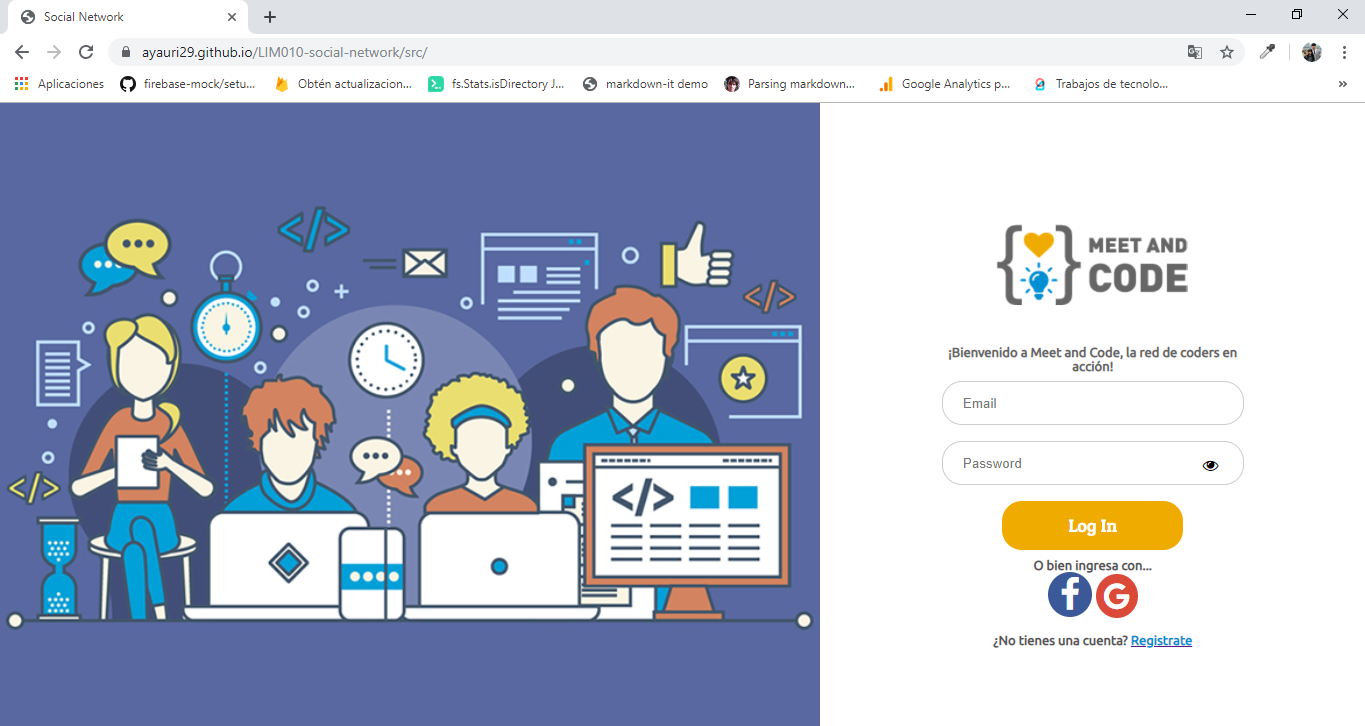 Social Network
ayauri29.github.io/LIM010-social-network/src/
Aplicaciones
firebase-mock/setu...
Obtén actualizacion...
fs.Stats.isDirectory J...
markdown-it demo
Parsing markdown...
Google Analytics p...
Trabajos de tecnolo...
»
</>
</>
</>
</>
MEET AND
CODE
¡Bienvenido a Meet and Code, la red de coders en
acción!
Email
Password
Log In
O bien ingresa con...
f G
¿No tienes una cuenta? Registrate